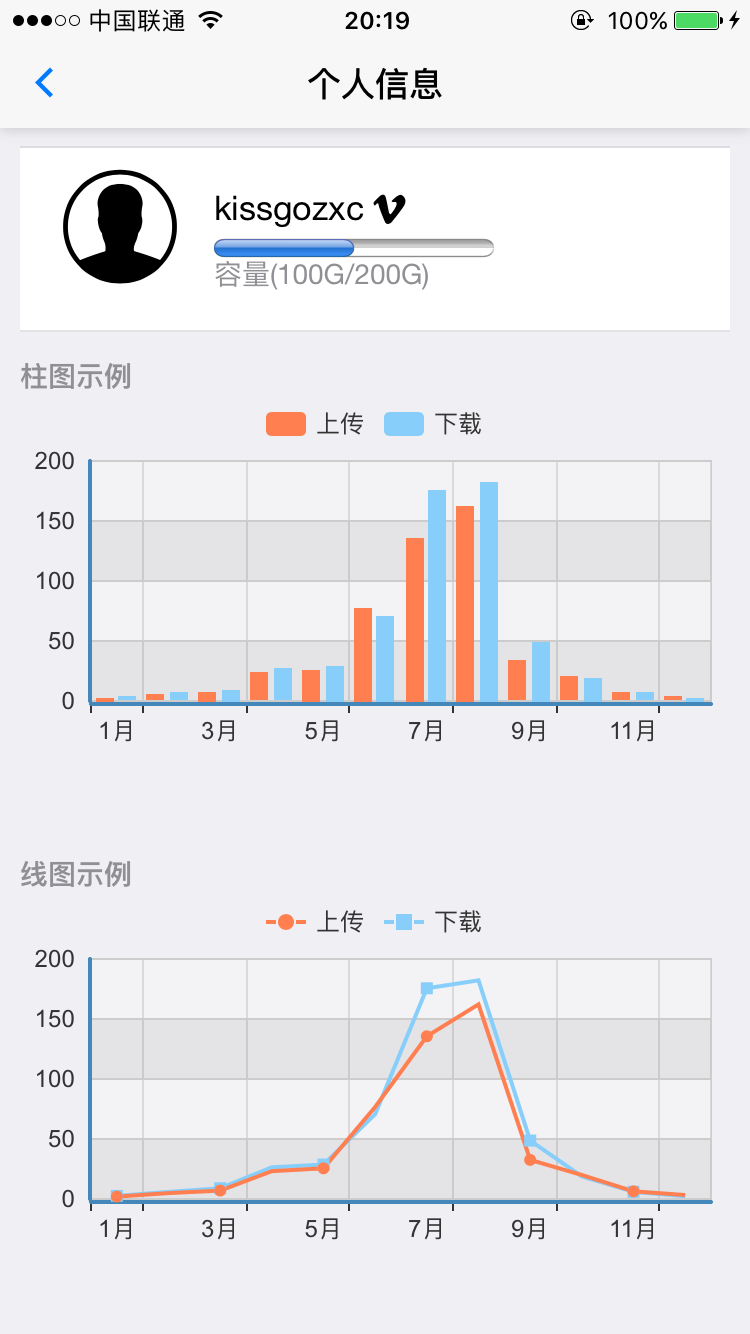 中国联通 20:19 100%
个人信息
kissgozxc
容量(100G/200G)
柱图示例
上传 下载
200
150
100
50
0
1月 3月 5月 7月 9月 11月
线图示例
上传 下载
200
150
100
50
0
1月 3月 5月 7月 9月 11月